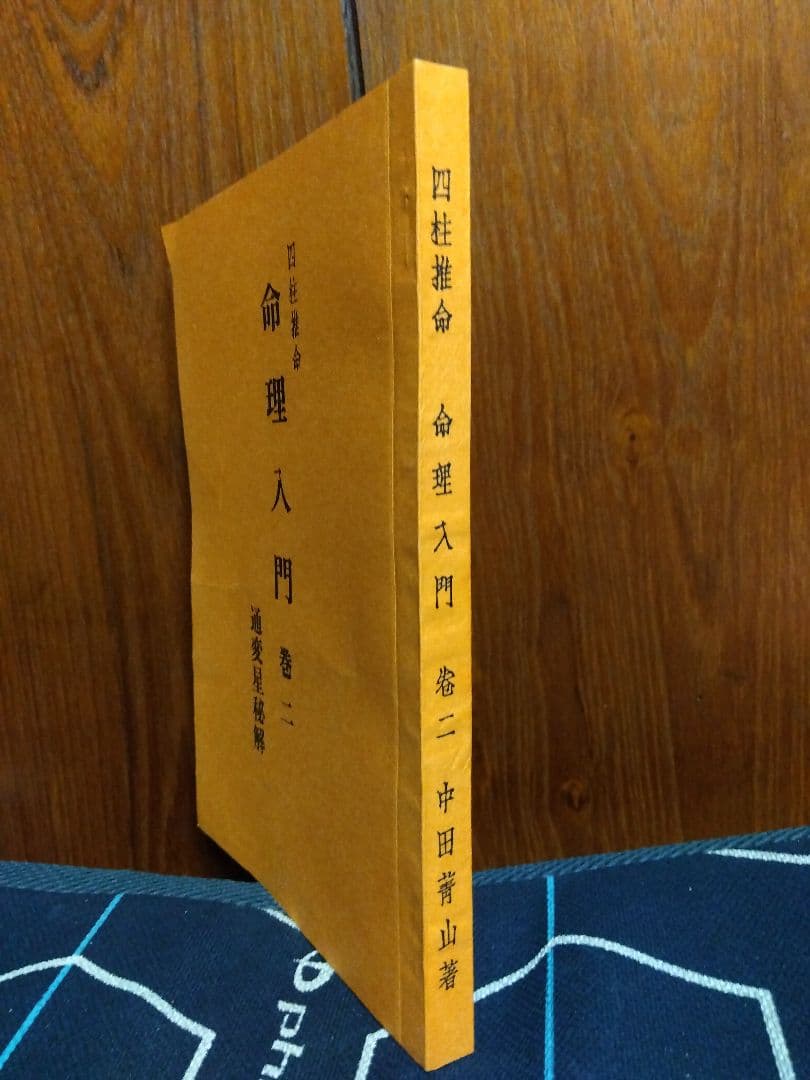 四柱推命
命理入門 巻二
通変星秘解
四柱推命 命理入門 巻二 中田菁山著